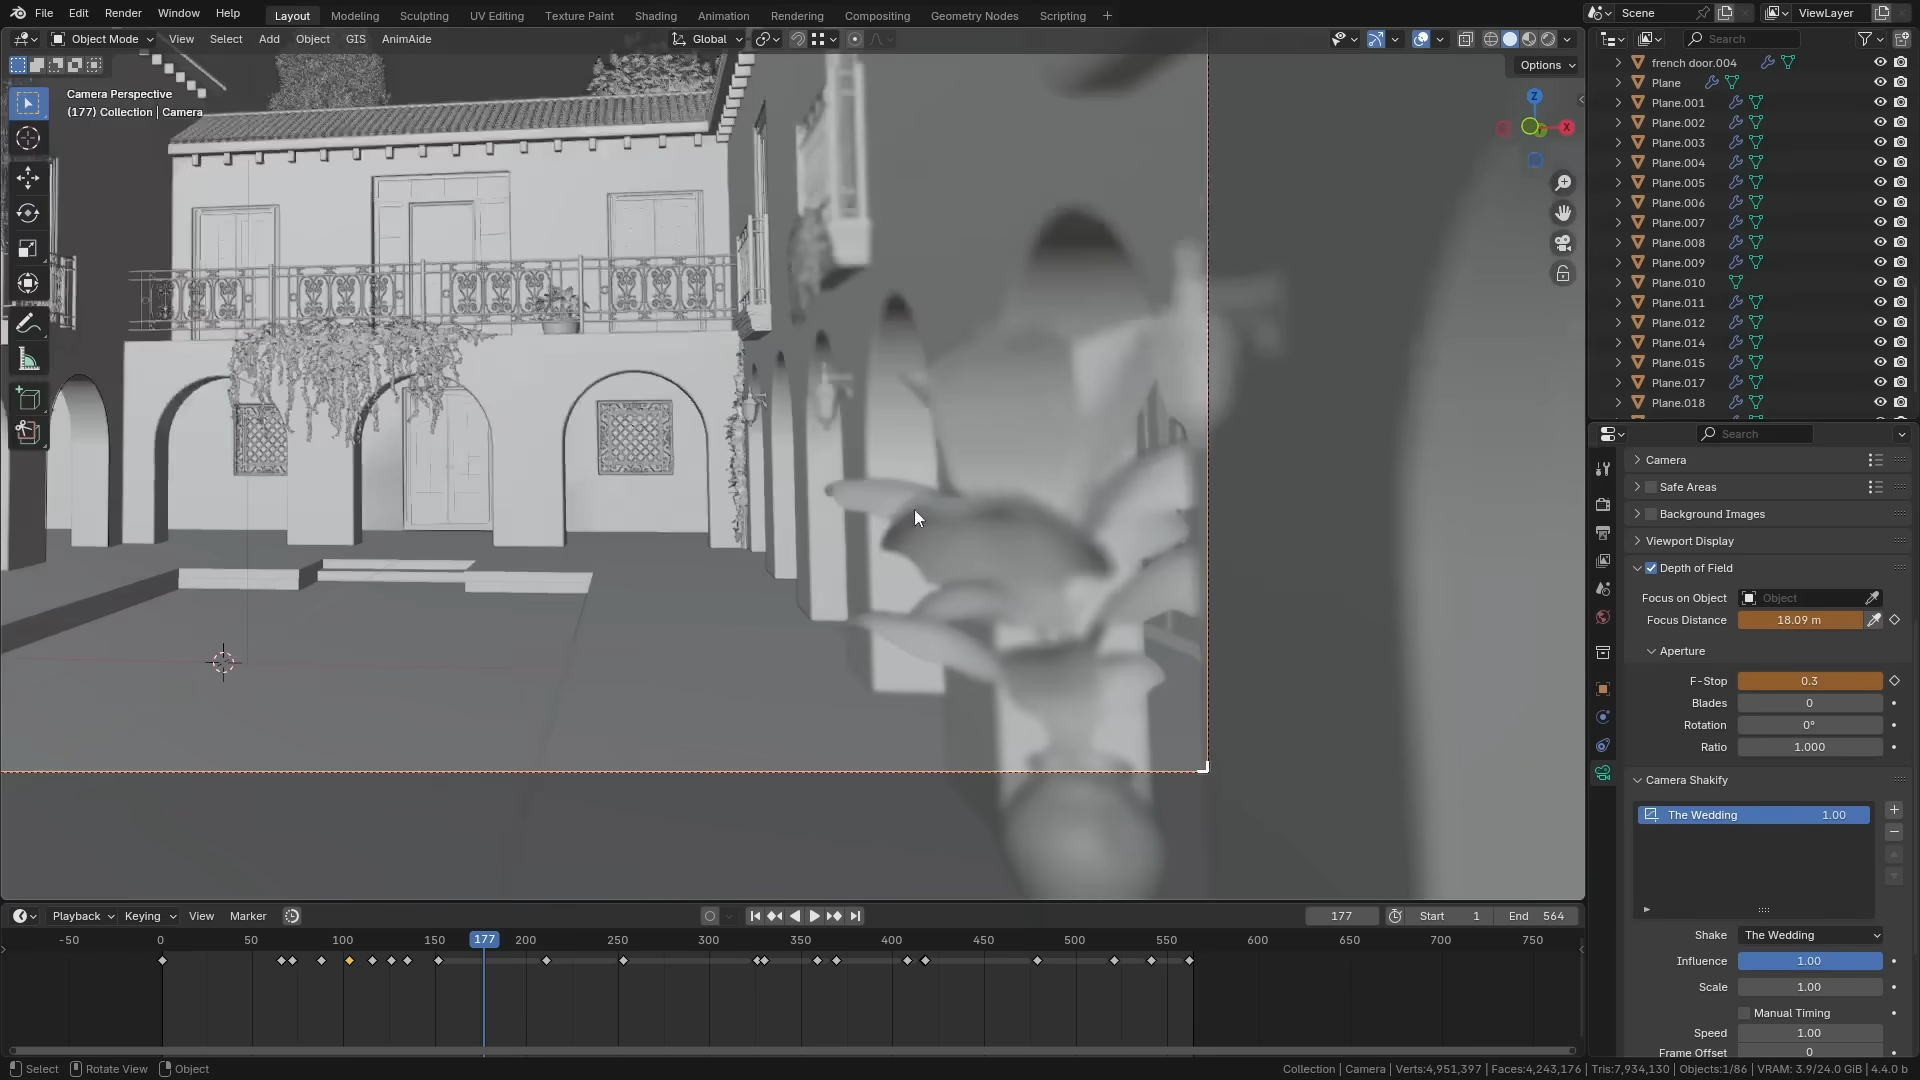 File Edit Render Window Help Layout Modeling Sculpting UV Editing Texture Paint Shading Animation Rendering Compositing Geometry Nodes Scripting + Scene ViewLayer
Object Mode View Select Add Object GIS AnimAide Global Search
Options
Camera Perspective
(177) Collection | Camera
Z
X
french door.004
Plane
Plane.001
Plane.002
Plane.003
Plane.004
Plane.005
Plane.006
Plane.007
Plane.008
Plane.009
Plane.010
Plane.011
Plane.012
Plane.014
Plane.015
Plane.017
Plane.018
Search
Camera
Safe Areas
Background Images
Viewport Display
Depth of Field
Focus on Object Object
Focus Distance 18.09 m
Aperture
F-Stop 0.3
Blades 0
Rotation 0°
Ratio 1.000
Camera Shakify
The Wedding 1.00
Shake The Wedding
Influence 1.00
Scale 1.00
Manual Timing
Speed 1.00
Frame Offset 0
Playback Keying View Marker 177 Start 1 End 564
-50 0 50 100 150 177 200 250 300 350 400 450 500 550 600 650 700 750
Select Rotate View Object Collection | Camera | Verts:4,951,397 | Faces:4,243,176 | Tris:7,934,130 | Objects:1/86 | VRAM: 3.9/24.0 GiB | 4.4.0 b